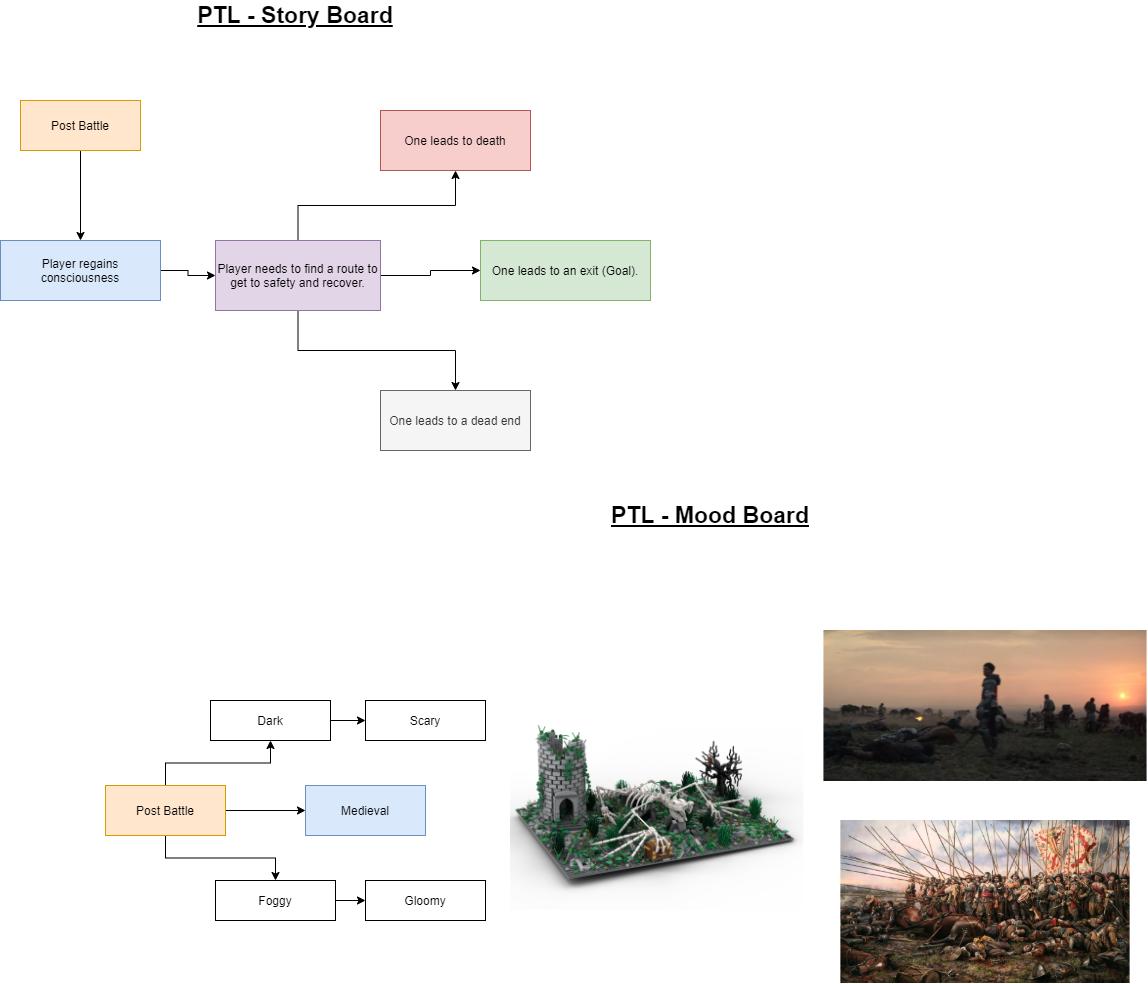 PTL - Story Board
Post Battle
One leads to death
Player regains
consciousness
Player needs to find a route to
get to safety and recover.
One leads to an exit (Goal).
One leads to a dead end
PTL - Mood Board
Dark
Scary
Post Battle
Medieval
Foggy
Gloomy